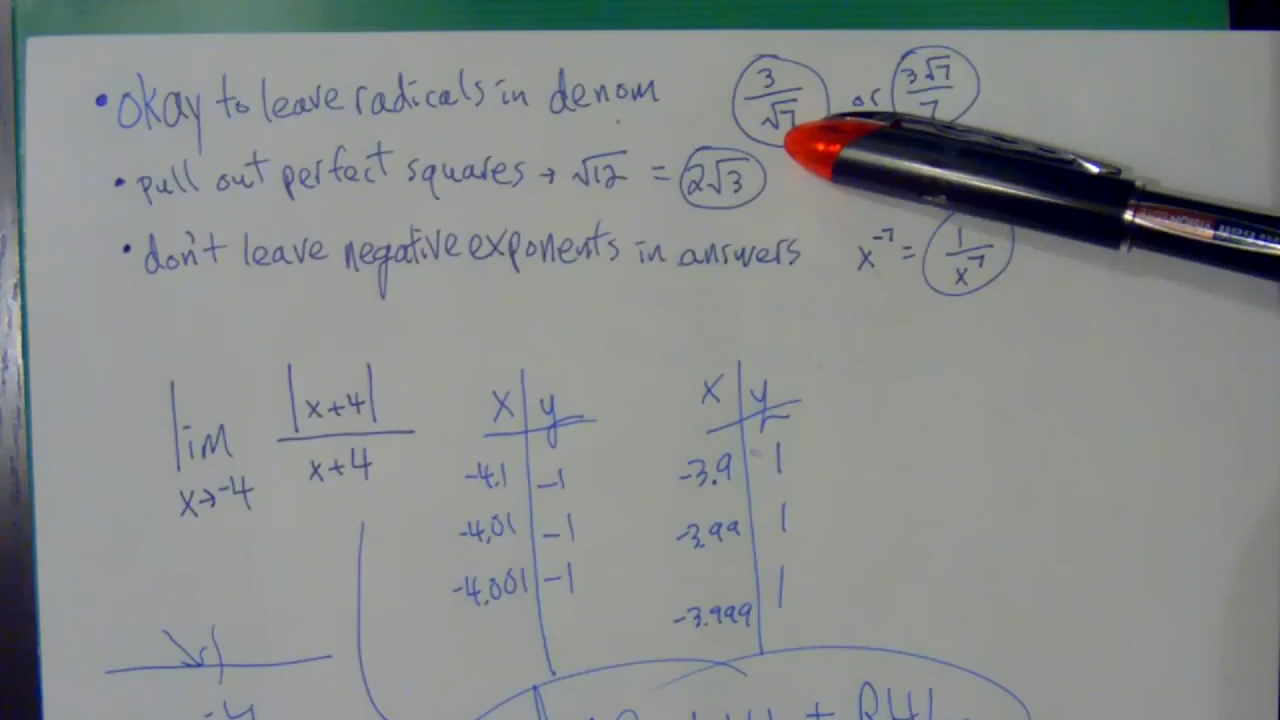 • okay to leave radicals in denom 3/√7 or 3√7/7
• pull out perfect squares → √12 = 2√3
• don't leave negative exponents in answers x⁻⁷ = 1/x⁷
lim x→-4 |x+4|/x+4
x | y
-4.1 | -1
-4.01 | -1
-4.001 | -1
x | y
-3.9 | 1
-3.99 | 1
-3.999 | 1
-4